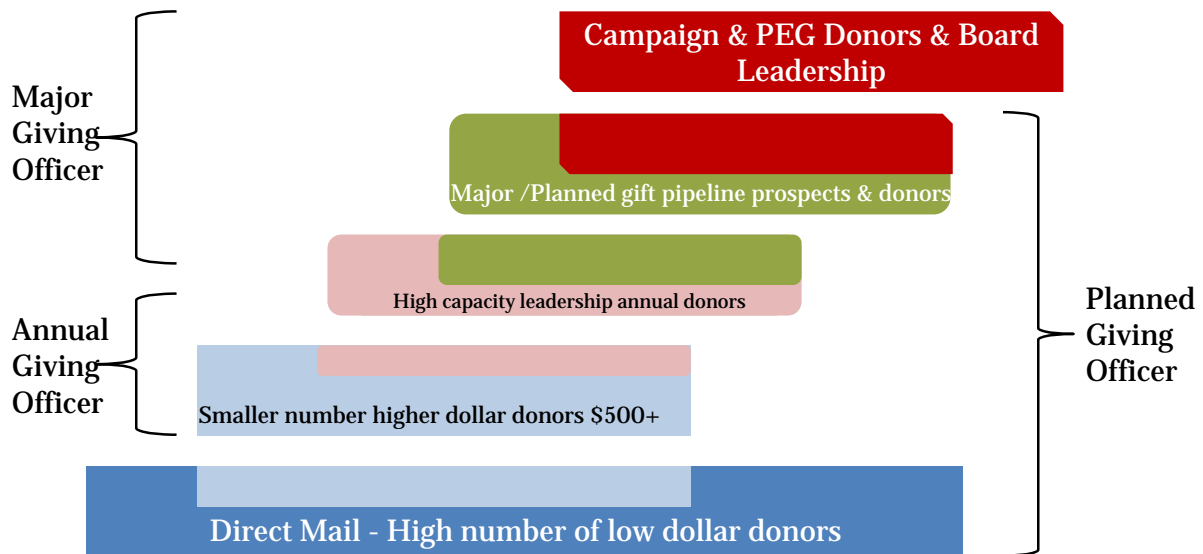 Campaign & PEG Donors & Board
Leadership
Major
Giving
Officer
Major /Planned gift pipeline prospects & donors
High capacity leadership annual donors
Annual
Giving
Officer
Smaller number higher dollar donors $500+
Planned
Giving
Officer
Direct Mail - High number of low dollar donors